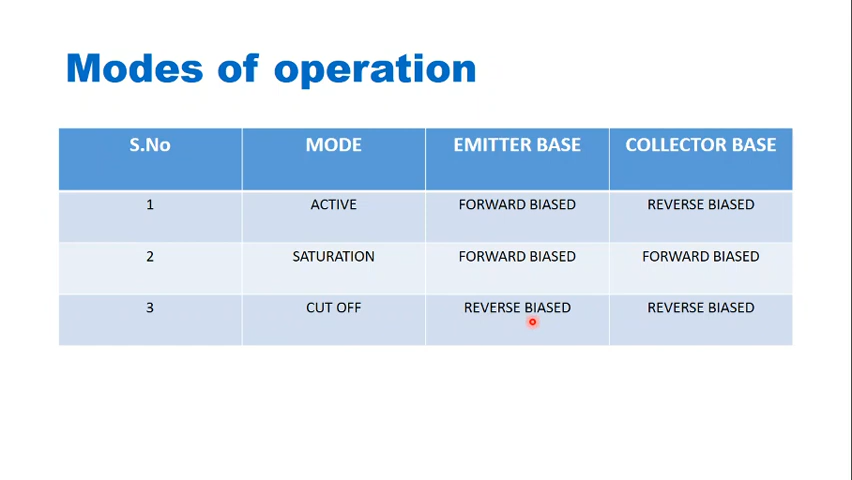 Modes of operation
S.No MODE EMITTER BASE COLLECTOR BASE
1 ACTIVE FORWARD BIASED REVERSE BIASED
2 SATURATION FORWARD BIASED FORWARD BIASED
3 CUT OFF REVERSE BIASED REVERSE BIASED